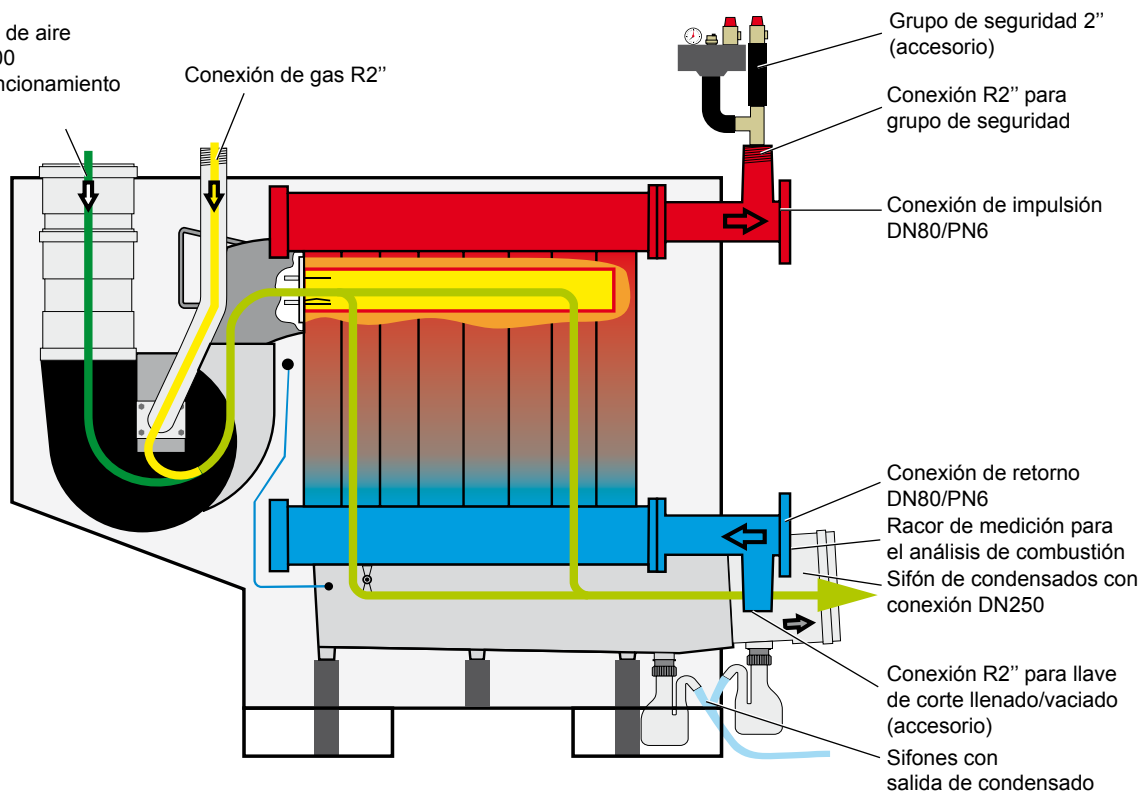 de aire
00
ncionamiento
Conexión de gas R2’’
Grupo de seguridad 2’’
(accesorio)
Conexión R2’’ para
grupo de seguridad
Conexión de impulsión
DN80/PN6
Conexión de retorno
DN80/PN6
Racor de medición para
el análisis de combustión
Sifón de condensados con
conexión DN250
Conexión R2’’ para llave
de corte llenado/vaciado
(accesorio)
Sifones con
salida de condensado